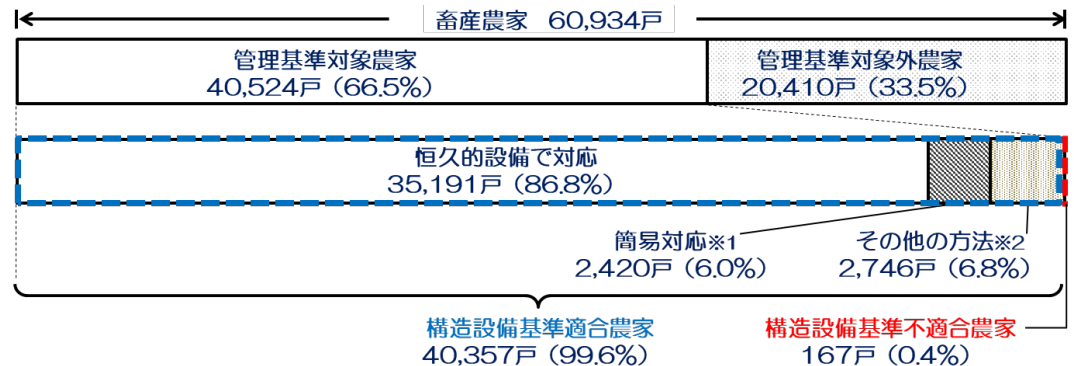 畜産農家 60,934戸
管理基準対象農家
40,524戸 (66.5%)
管理基準対象外農家
20,410戸 (33.5%)
恒久的設備で対応
35,191戸 (86.8%)
簡易対応※1
2,420戸 (6.0%)
その他の方法※2
2,746戸 (6.8%)
構造設備基準適合農家
40,357戸 (99.6%)
構造設備基準不適合農家
167戸 (0.4%)